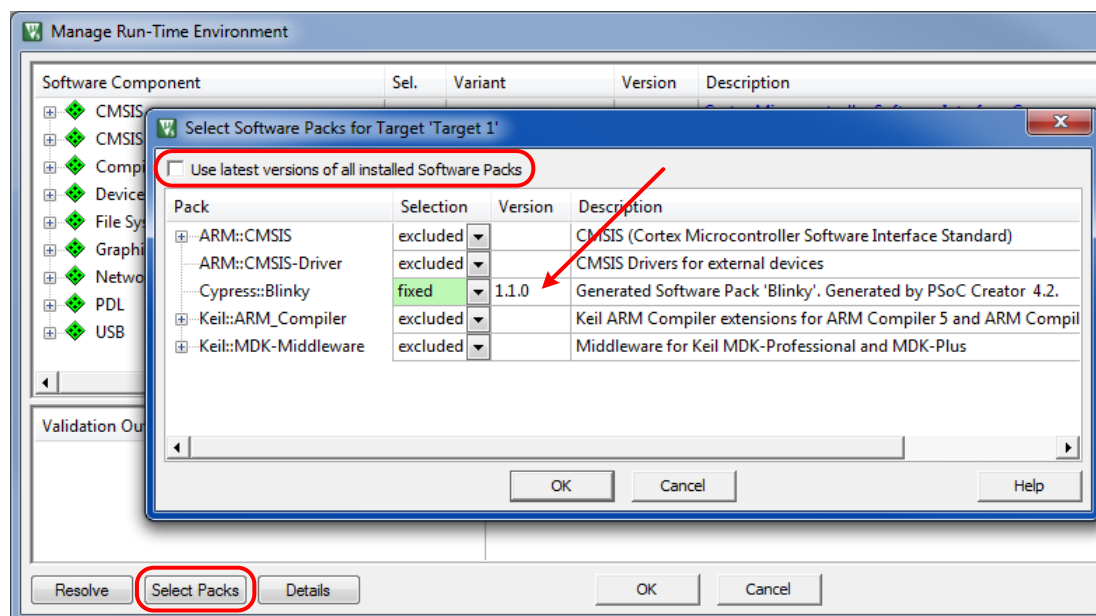 Manage Run-Time Environment
Software Component Sel. Variant Version Description
CMSIS
CMSIS
Compi
Device
File Sy
Graphi
Netwo
PDL
USB
Select Software Packs for Target 'Target 1'
Use latest versions of all installed Software Packs
Pack Selection Version Description
ARM::CMSIS excluded CMSIS (Cortex Microcontroller Software Interface Standard)
ARM::CMSIS-Driver excluded CMSIS Drivers for external devices
Cypress::Blinky fixed 1.1.0 Generated Software Pack 'Blinky'. Generated by PSoC Creator 4.2.
Keil::ARM_Compiler excluded Keil ARM Compiler extensions for ARM Compiler 5 and ARM Compil
Keil::MDK-Middleware excluded Middleware for Keil MDK-Professional and MDK-Plus
OK Cancel Help
Validation Ou
Resolve Select Packs Details OK Cancel